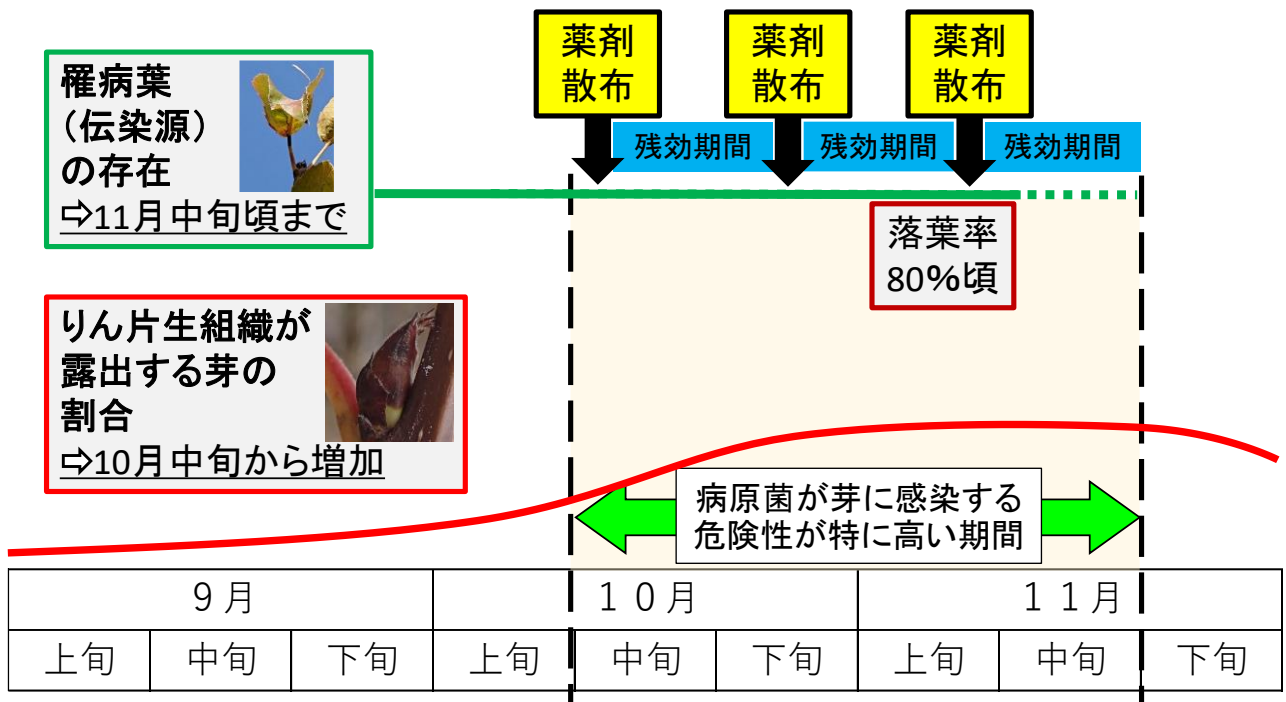 薬剤
散布
薬剤
散布
薬剤
散布
残効期間
残効期間
残効期間
罹病葉
（伝染源）
の存在
⇨11月中旬頃まで
落葉率
80%頃
りん片生組織が
露出する芽の
割合
⇨10月中旬から増加
病原菌が芽に感染する
危険性が特に高い期間
９月 １０月 １１月
上旬 中旬 下旬 上旬 中旬 下旬 上旬 中旬 下旬